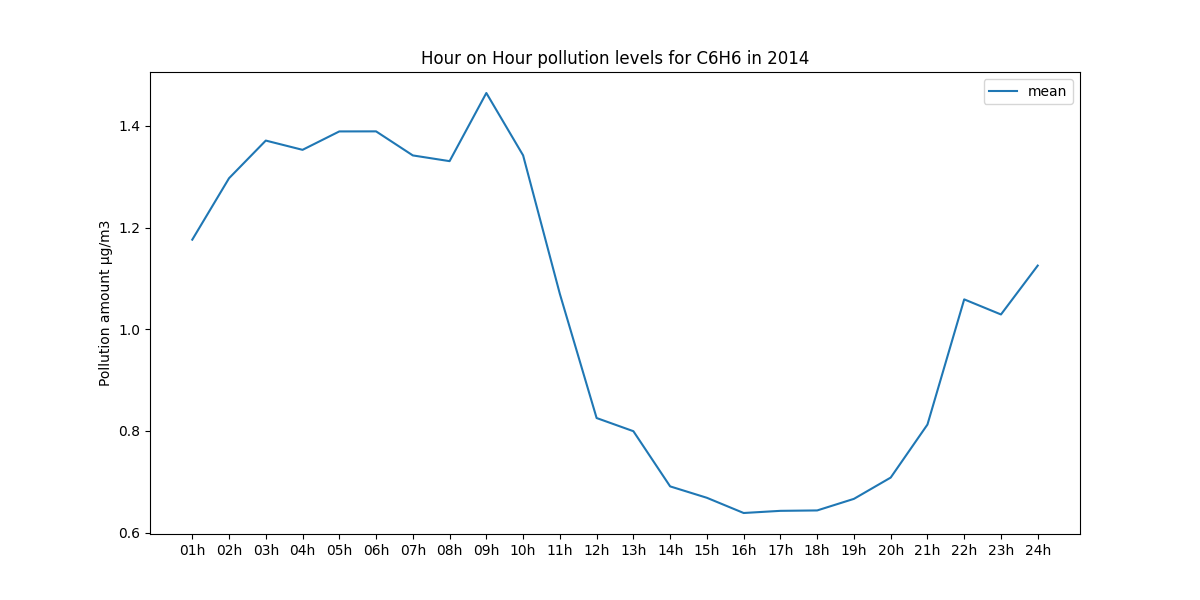 Hour on Hour pollution levels for C6H6 in 2014
mean
Pollution amount µg/m3
1.4
1.2
1.0
0.8
0.6
01h 02h 03h 04h 05h 06h 07h 08h 09h 10h 11h 12h 13h 14h 15h 16h 17h 18h 19h 20h 21h 22h 23h 24h